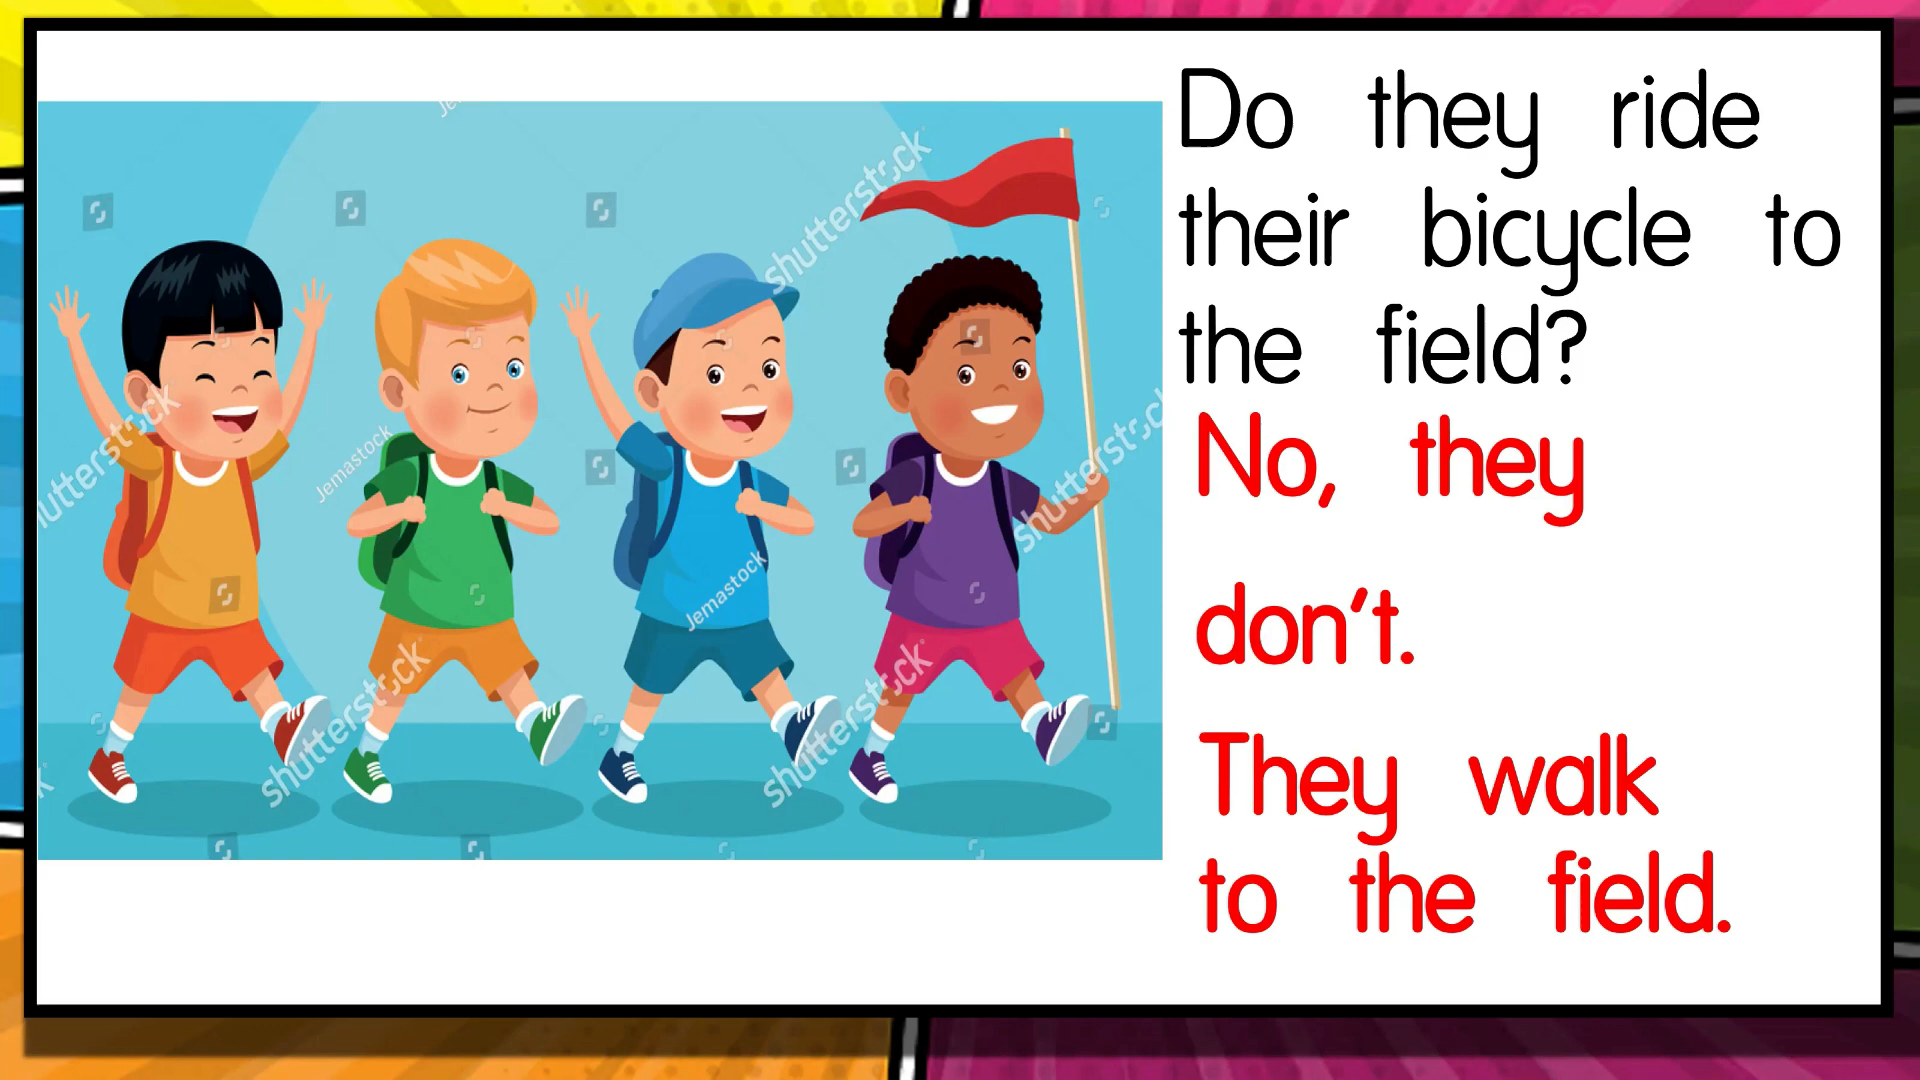 Do they ride
their bicycle to
the field?
No, they
don't.
They walk
to the field.
shutterstock
shutterstock
shutterstock
shutterstock
shutterstock
Jemastock
Jemastock